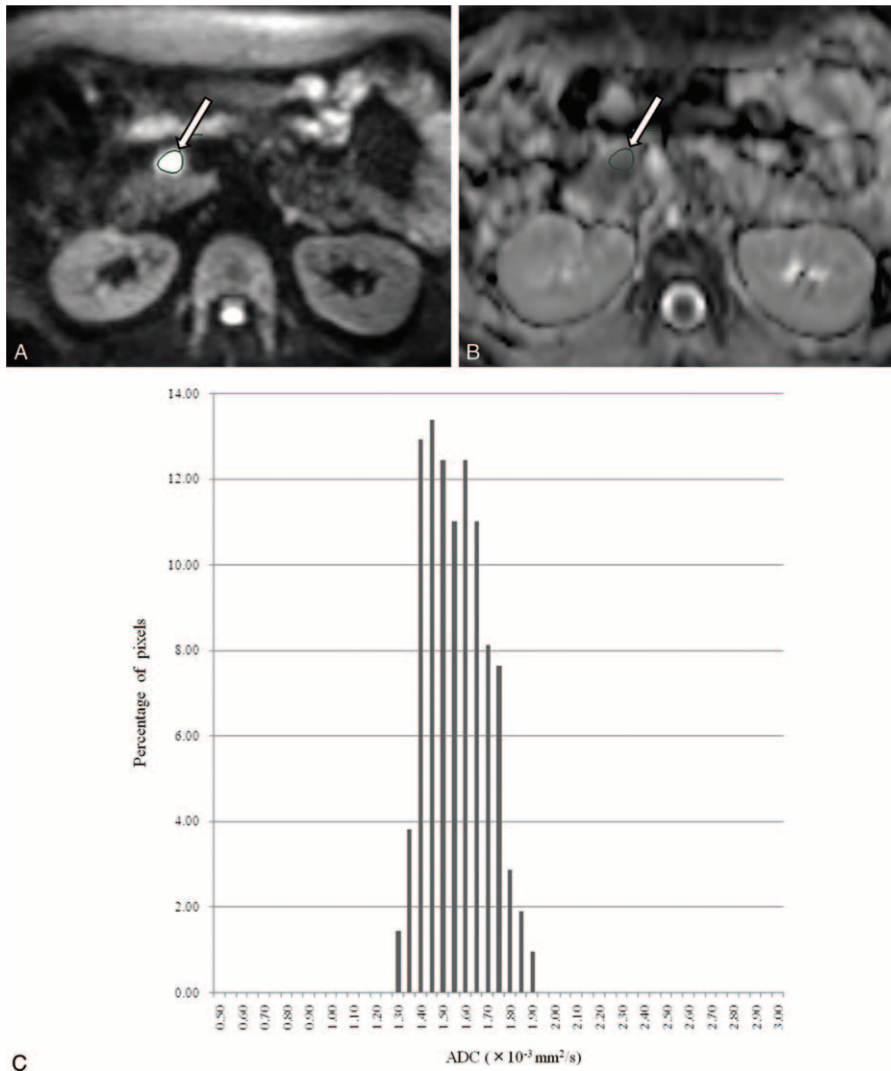 A
B
14.00
12.00
10.00
8.00
6.00
4.00
2.00
0.00
Percentage of pixels
0.50 0.60 0.70 0.80 0.90 1.00 1.10 1.20 1.30 1.40 1.50 1.60 1.70 1.80 1.90 2.00 2.10 2.20 2.30 2.40 2.50 2.60 2.70 2.80 2.90 3.00
ADC ( × 10⁻³ mm²/s)
C